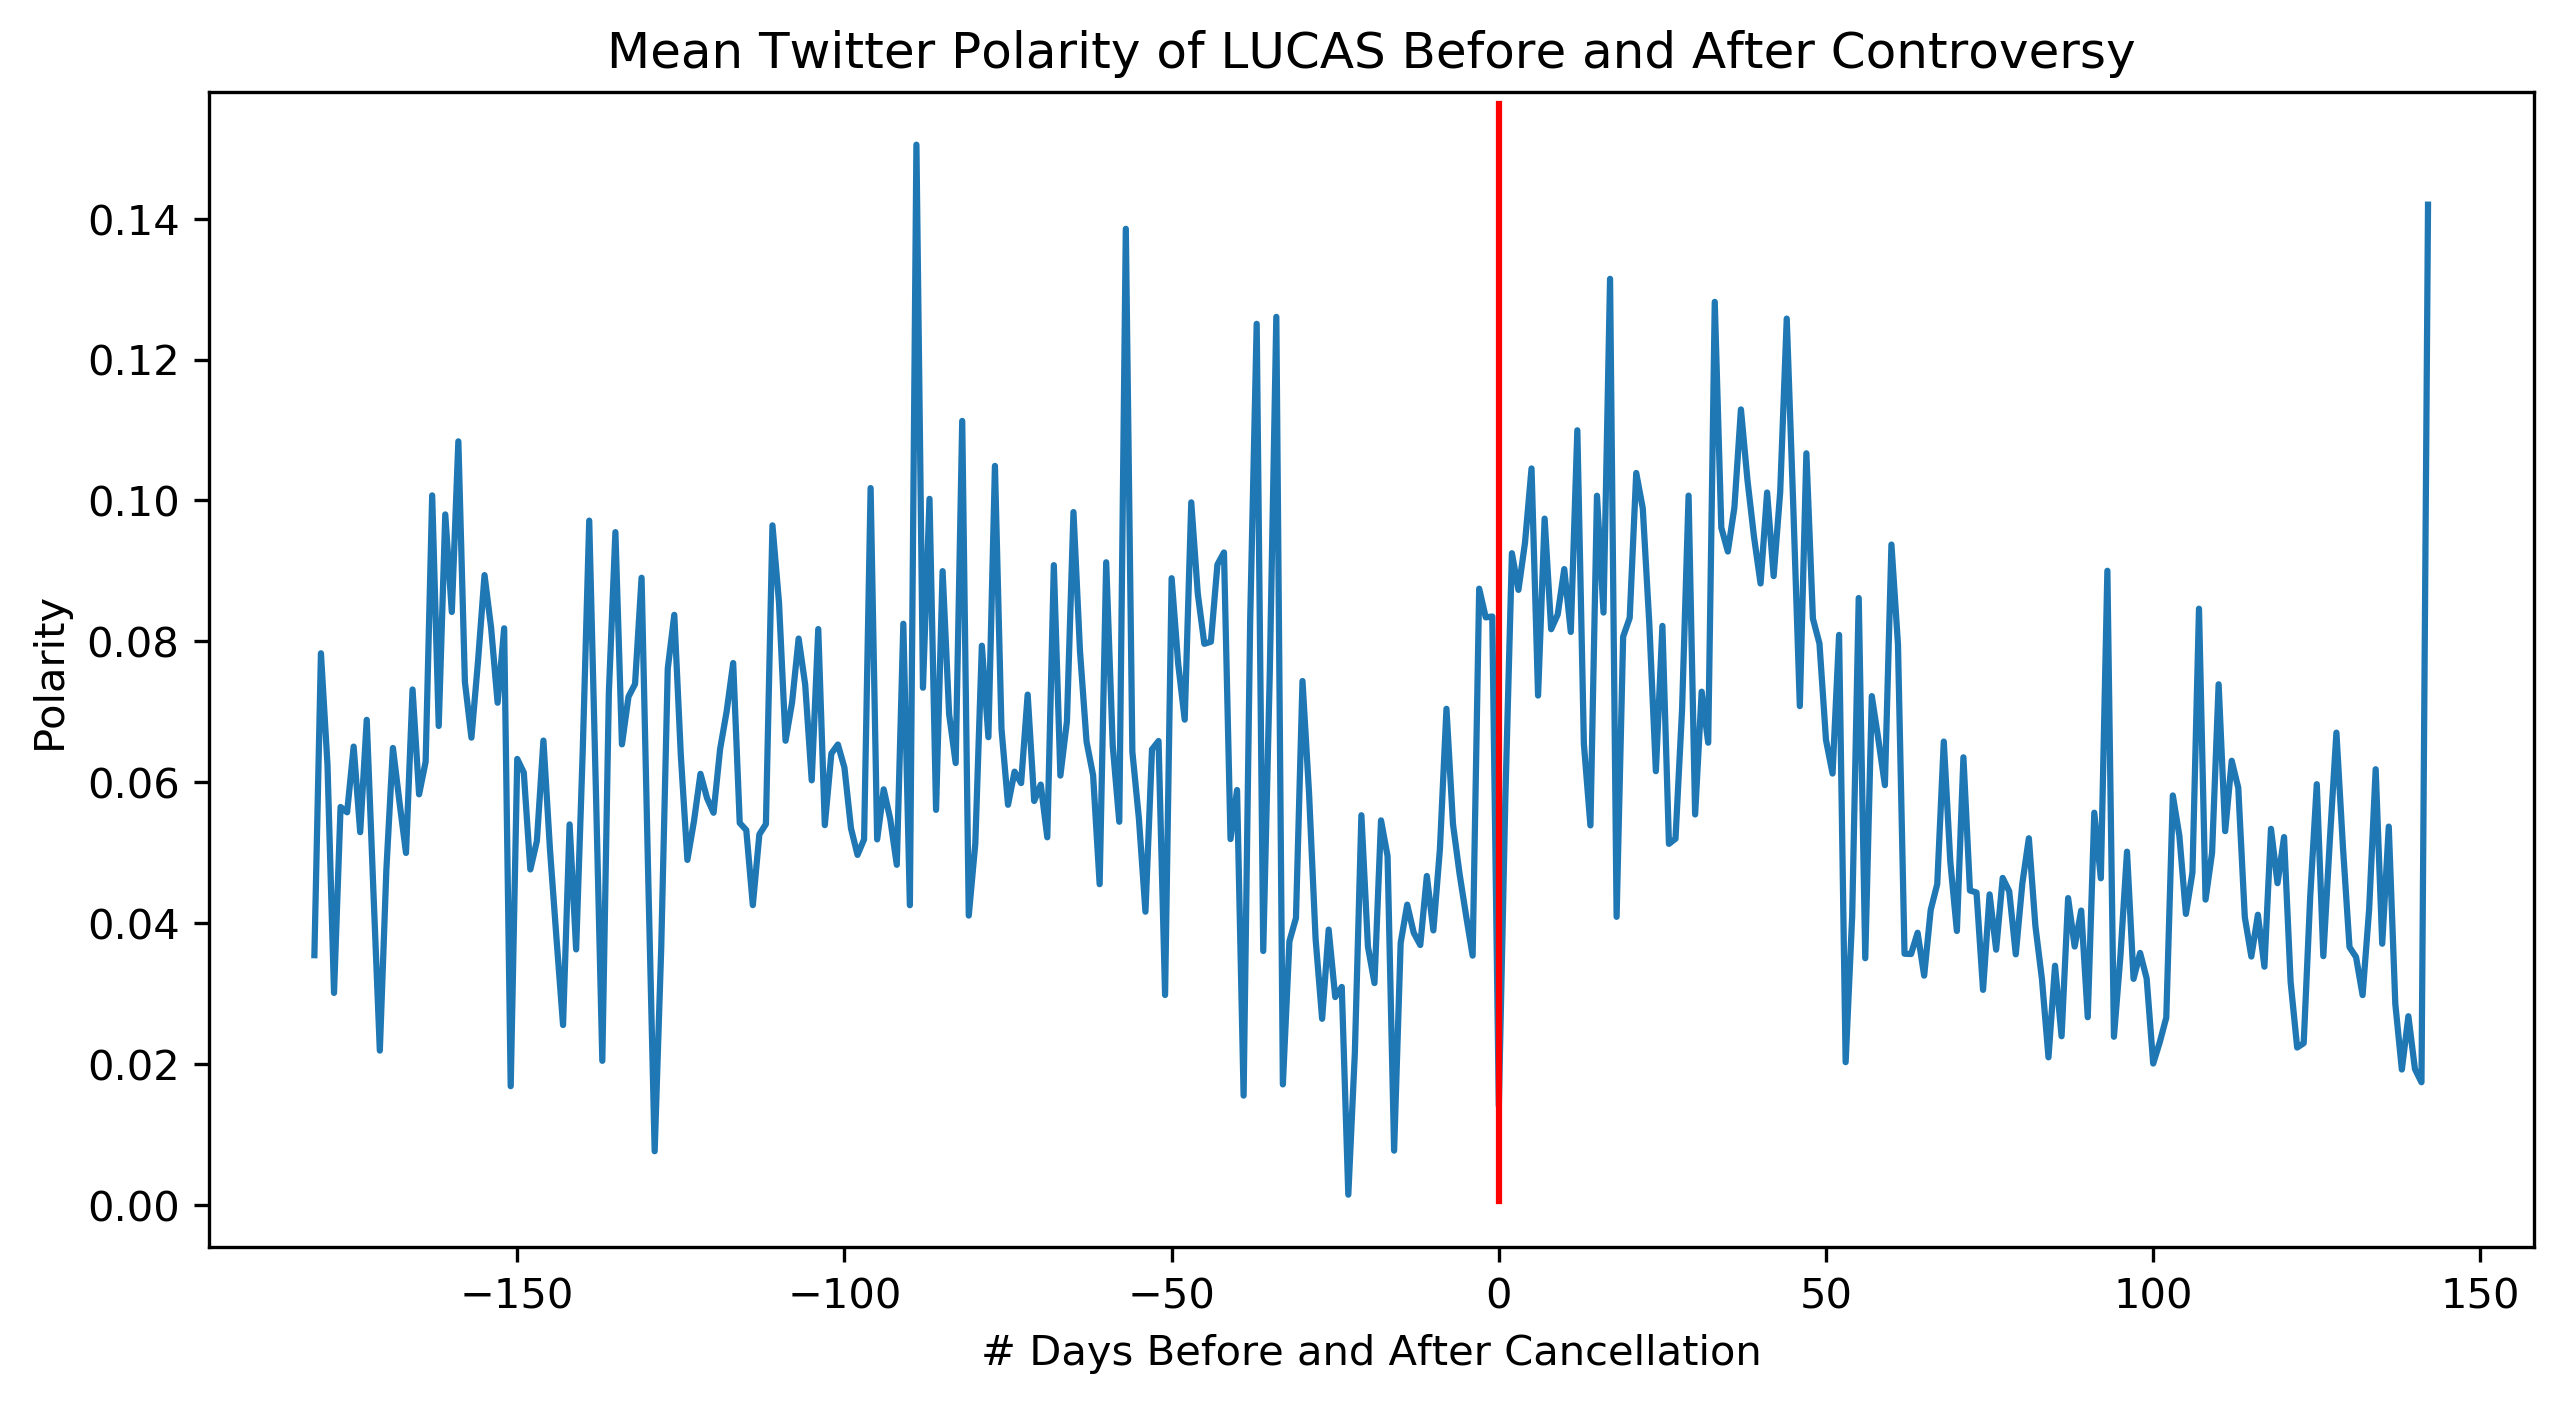 Mean Twitter Polarity of LUCAS Before and After Controversy
Polarity
0.14
0.12
0.10
0.08
0.06
0.04
0.02
0.00
−150 −100 −50 0 50 100 150
# Days Before and After Cancellation